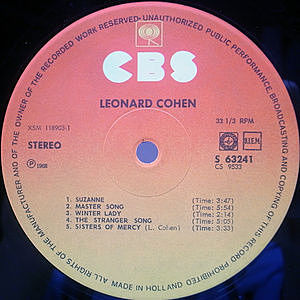 ALL RIGHTS OF THE MANUFACTURER AND OF THE OWNER OF THE RECORDED WORK RESERVED·UNAUTHORIZED PUBLIC PERFORMANCE, BROADCASTING AND COPYING OF THIS RECORD PROHIBITED
CBS
LEONARD COHEN
XSM 118903-1
33 1/3 RPM
STEREO
B.I.E.M.
℗ 1968
S 63241
CS 9533
1. SUZANNE (Time: 3:47)
2. MASTER SONG (Time: 5:54)
3. WINTER LADY (Time: 2:14)
4. THE STRANGER SONG (Time: 5:05)
5. SISTERS OF MERCY (L. Cohen) (Time: 3:33)
MADE IN HOLLAND